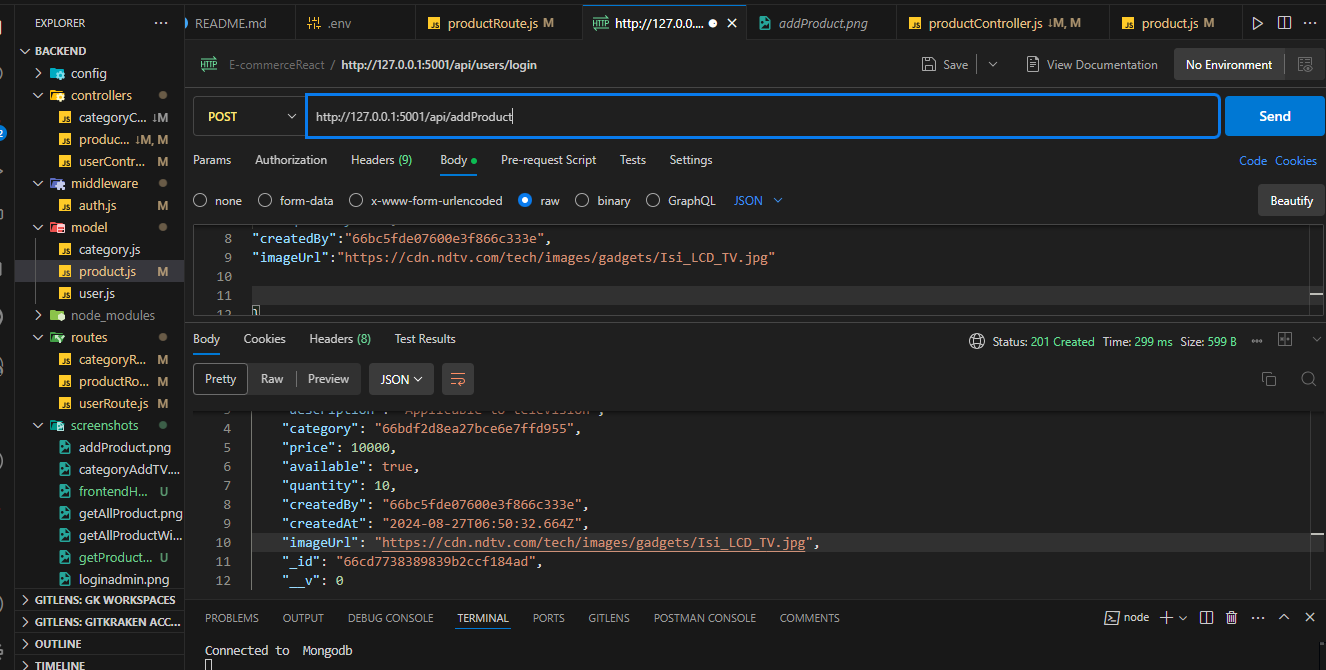 EXPLORER ...
README.md
.env
productRoute.js M
http://127.0....
addProduct.png
productController.js ↓M, M
product.js M
BACKEND
config
controllers
categoryC... ↓M
produc... ↓M, M
userContr... M
middleware
auth.js M
model
category.js
product.js M
user.js
node_modules
routes
categoryR... M
productRo... M
userRoute.js M
screenshots
addProduct.png
categoryAddTV....
frontendH... U
getAllProduct.png
getAllProductWi...
getProduct... U
loginadmin.png
GITLENS: GK WORKSPACES
GITLENS: GITKRAKEN ACC...
OUTLINE
TIMELINE
HTTP E-commerceReact / http://127.0.0.1:5001/api/users/login
Save
View Documentation
No Environment
POST
http://127.0.0.1:5001/api/addProduct
Send
Params Authorization Headers (9) Body Pre-request Script Tests Settings
Code Cookies
none form-data x-www-form-urlencoded raw binary GraphQL JSON
Beautify
8 "createdBy":"66bc5fde07600e3f866c333e",
9 "imageUrl":"https://cdn.ndtv.com/tech/images/gadgets/Isi_LCD_TV.jpg"
10
11
12 }
Body Cookies Headers (8) Test Results
Status: 201 Created Time: 299 ms Size: 599 B
Pretty Raw Preview JSON
3 "description": "Applicable to television",
4 "category": "66bdf2d8ea27bce6e7ffd955",
5 "price": 10000,
6 "available": true,
7 "quantity": 10,
8 "createdBy": "66bc5fde07600e3f866c333e",
9 "createdAt": "2024-08-27T06:50:32.664Z",
10 "imageUrl": "https://cdn.ndtv.com/tech/images/gadgets/Isi_LCD_TV.jpg",
11 "_id": "66cd7738389839b2ccf184ad",
12 "__v": 0
PROBLEMS OUTPUT DEBUG CONSOLE TERMINAL PORTS GITLENS POSTMAN CONSOLE COMMENTS
node
Connected to Mongodb